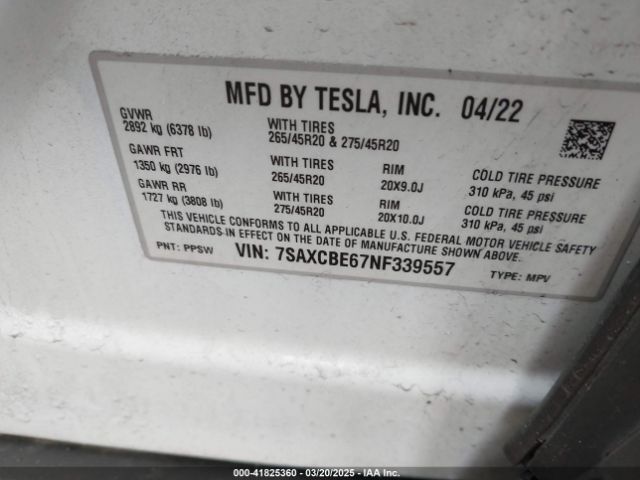 MFD BY TESLA, INC. 04/22
GVWR
2892 kg (6378 lb)
WITH TIRES
265/45R20 & 275/45R20
GAWR FRT
1350 kg (2976 lb)
WITH TIRES
265/45R20
RIM
20X9.0J
COLD TIRE PRESSURE
310 kPa, 45 psi
GAWR RR
1727 kg (3808 lb)
WITH TIRES
275/45R20
RIM
20X10.0J
COLD TIRE PRESSURE
310 kPa, 45 psi
THIS VEHICLE CONFORMS TO ALL APPLICABLE U.S. FEDERAL MOTOR VEHICLE SAFETY
STANDARDS IN EFFECT ON THE DATE OF MANUFACTURE SHOWN ABOVE.
PNT: PPSW VIN: 7SAXCBE67NF339557 TYPE: MPV
000-41825360 | 03/20/2025 | IAA Inc.